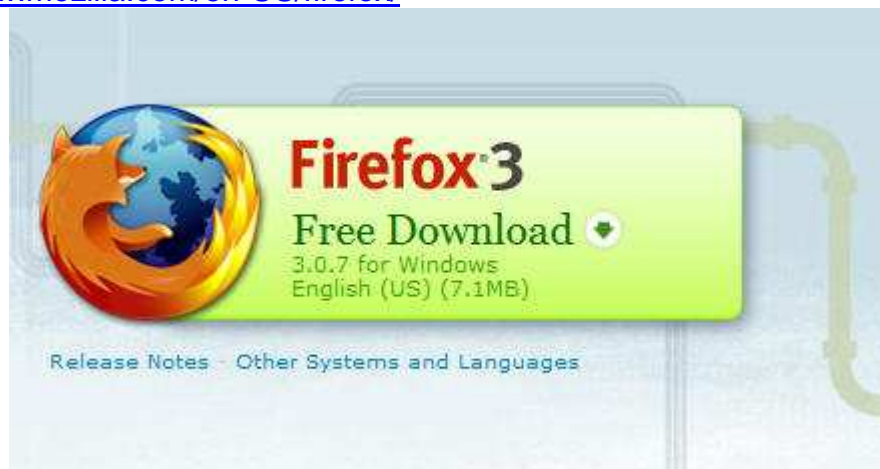 Firefox 3
Free Download
3.0.7 for Windows
English (US) (7.1MB)
Release Notes - Other Systems and Languages